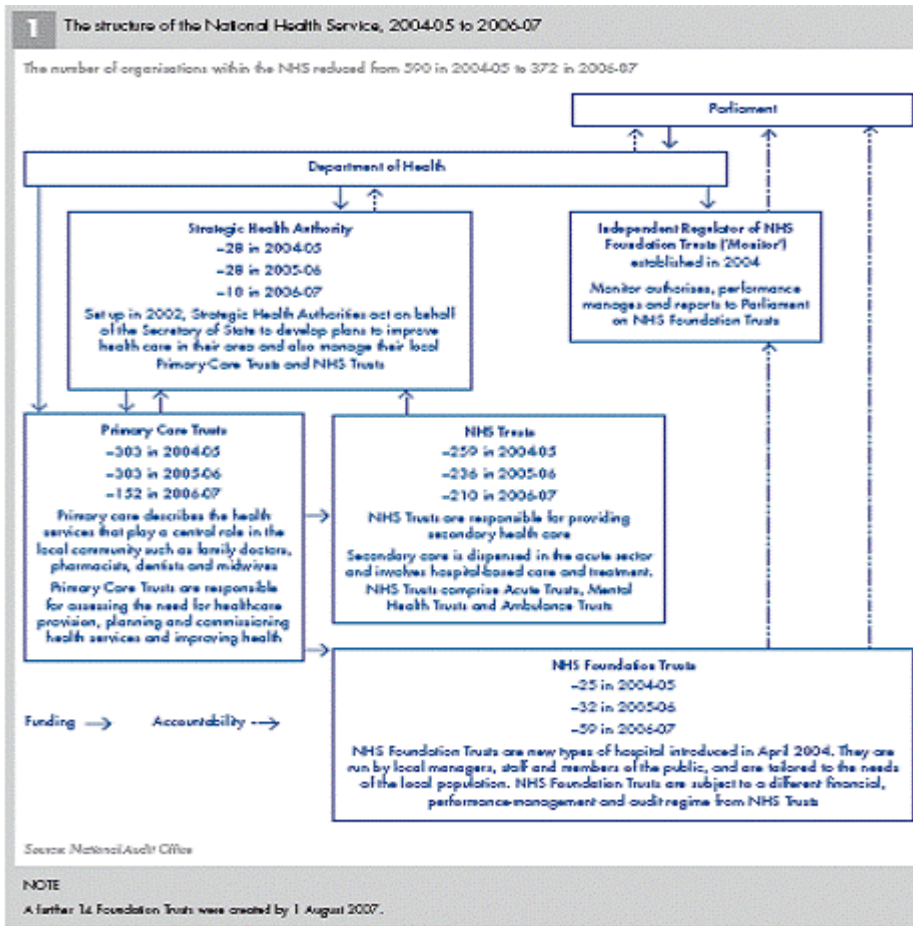 1 The structure of the National Health Service, 2004-05 to 2006-07
The number of organisations within the NHS reduced from 590 in 2004-05 to 372 in 2006-07
Parliament
Department of Health
Strategic Health Authority
–28 in 2004-05
–28 in 2005-06
–10 in 2006-07
Set up in 2002, Strategic Health Authorities act on behalf
of the Secretary of State to develop plans to improve
health care in their area and also manage their local
Primary Care Trusts and NHS Trusts
Independent Regulator of NHS
Foundation Trusts ('Monitor')
established in 2004
Monitor authorises, performance
manages and reports to Parliament
on NHS Foundation Trusts
Primary Care Trusts
–303 in 2004-05
–303 in 2005-06
–152 in 2006-07
Primary care describes the health
services that play a central role in the
local community such as family doctors,
pharmacists, dentists and midwives
Primary Care Trusts are responsible
for assessing the need for healthcare
provision, planning and commissioning
health services and improving health
NHS Trusts
–259 in 2004-05
–236 in 2005-06
–210 in 2006-07
NHS Trusts are responsible for providing
secondary health care
Secondary care is dispensed in the acute sector
and involves hospital-based care and treatment.
NHS Trusts comprise Acute Trusts, Mental
Health Trusts and Ambulance Trusts
NHS Foundation Trusts
–25 in 2004-05
–32 in 2005-06
–59 in 2006-07
NHS Foundation Trusts are new types of hospital introduced in April 2004. They are
run by local managers, staff and members of the public, and are tailored to the needs
of the local population. NHS Foundation Trusts are subject to a different financial,
performance-management and audit regime from NHS Trusts
Funding
Accountability
Source: National Audit Office
NOTE
A further 14 Foundation Trusts were created by 1 August 2007.